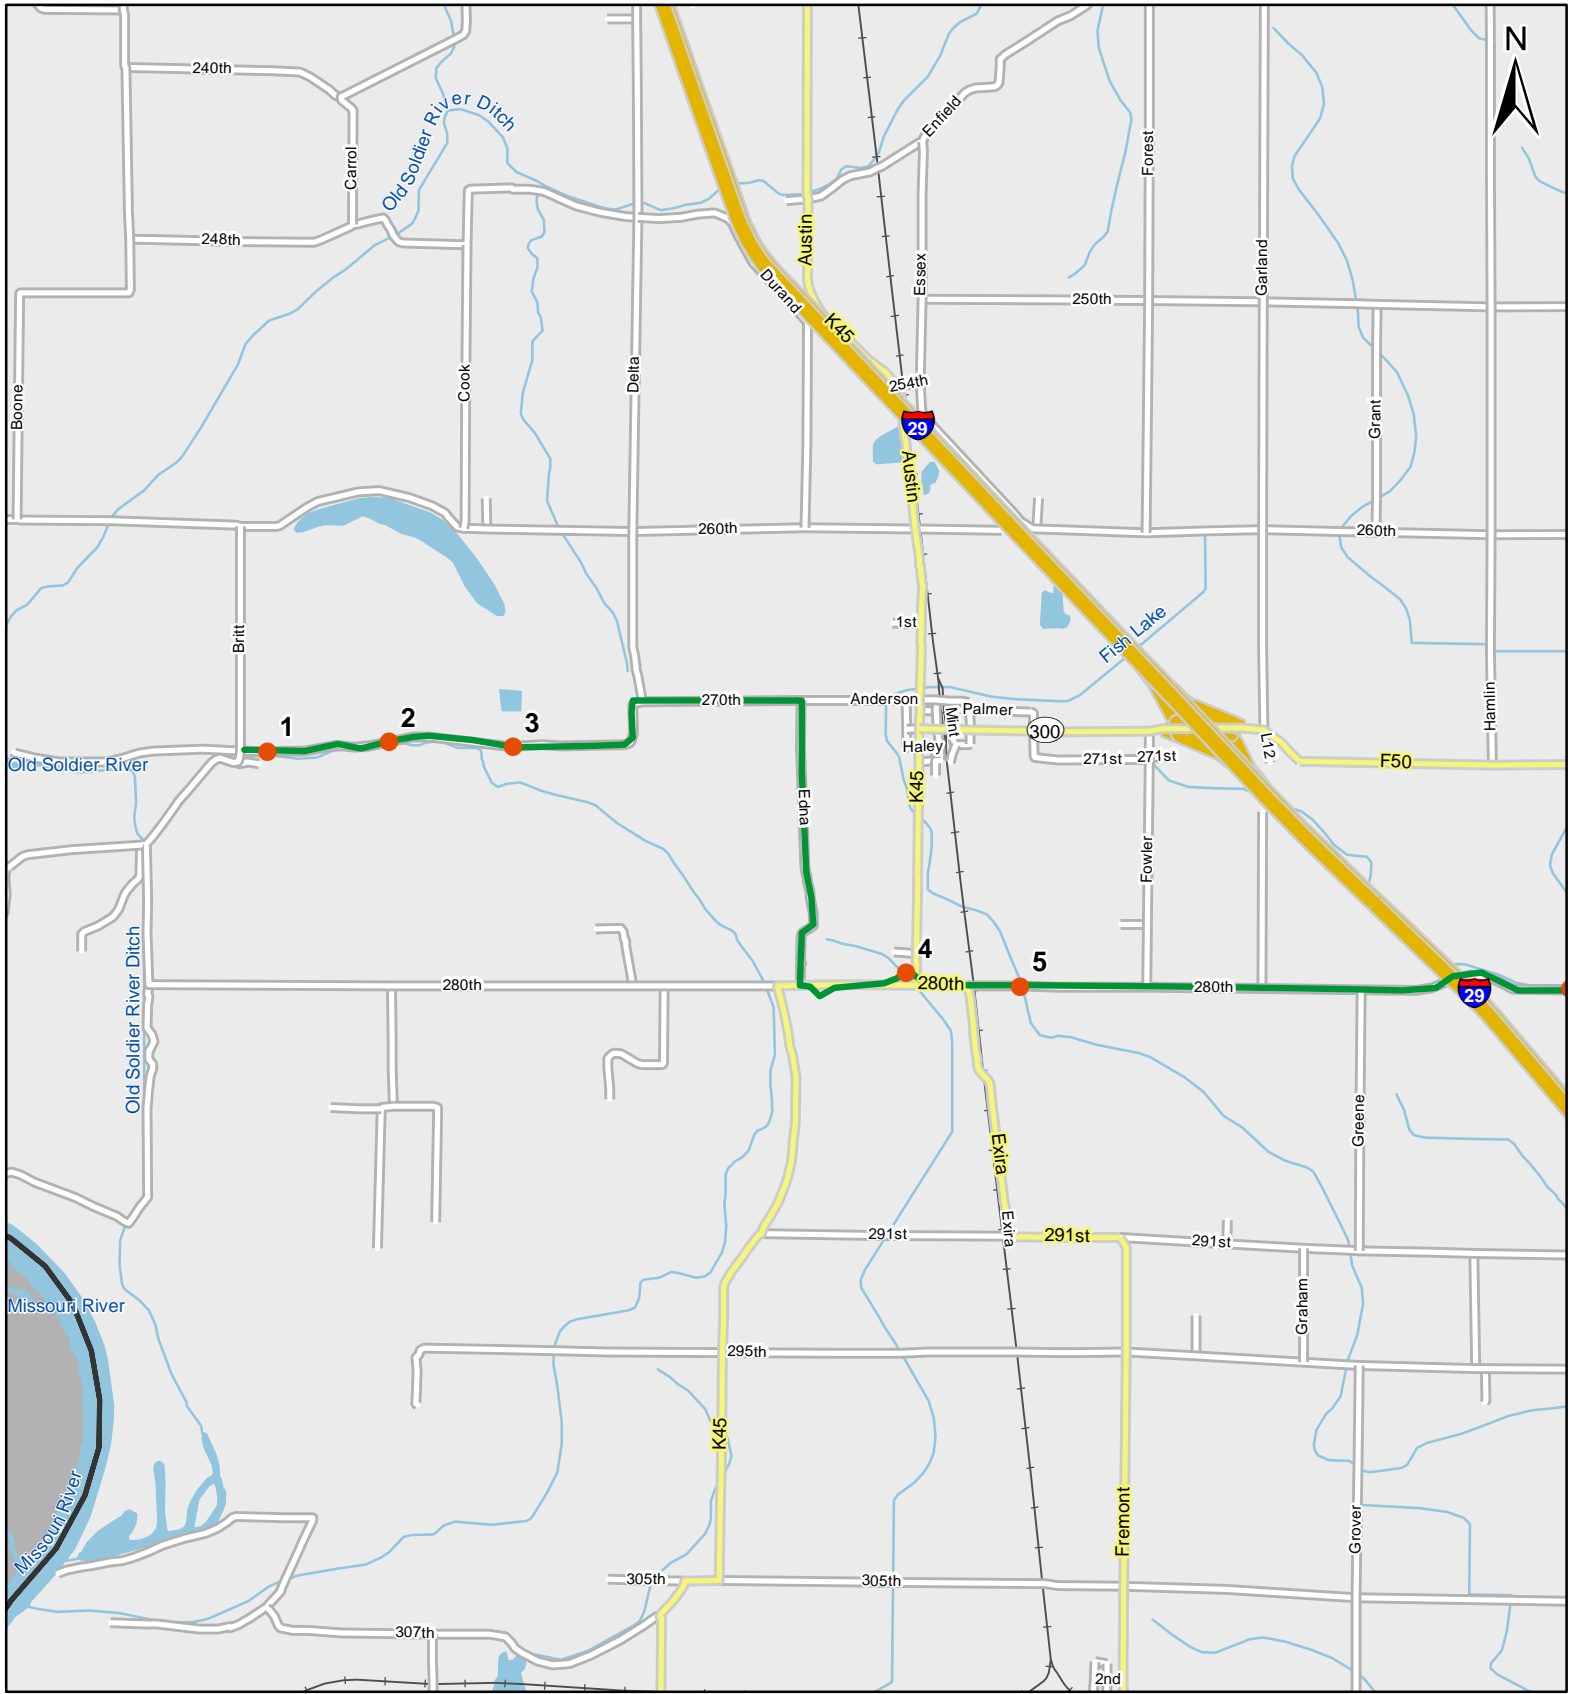 N
240th
Old Soldier River Ditch
Enfield
Carrol
Forest
248th
Austin
Essex
Garland
Durand
250th
K45
Boone
Cook
Delta
254th
29
Grant
Austin
260th
260th
1st
Britt
Fish Lake
270th
Anderson
Mint
Palmer
Hamlin
1
2
3
300
Haley
271st
271st
L12
F50
Old Soldier River
K45
Edna
Fowler
Old Soldier River Ditch
4
5
280th
280th
280th
29
Greene
Exira
Exira
291st
291st
291st
Missouri River
Graham
295th
K45
Missouri River
Fremont
Grover
305th
305th
307th
2nd